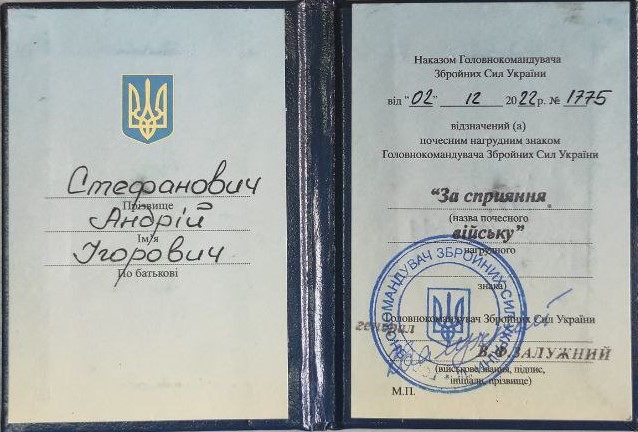 Стефанович
Прізвище
Андрій
Ім'я
Ігорович
По батькові
Наказом Головнокомандувача
Збройних Сил України
від "02" 12 2022 р. № 1775
відзначений (а)
почесним нагрудним знаком
Головнокомандувача Збройних Сил України
"За сприяння
(назва почесного
війську"
нагрудного
знака)
Головнокомандувач Збройних Сил України
генерал
В.Ф.ЗАЛУЖНИЙ
(військове звання, підпис,
ініціали, прізвище)
М.П.
ГОЛОВНОКОМАНДУВАЧ ЗБРОЙНИХ СИЛ УКРАЇНИ